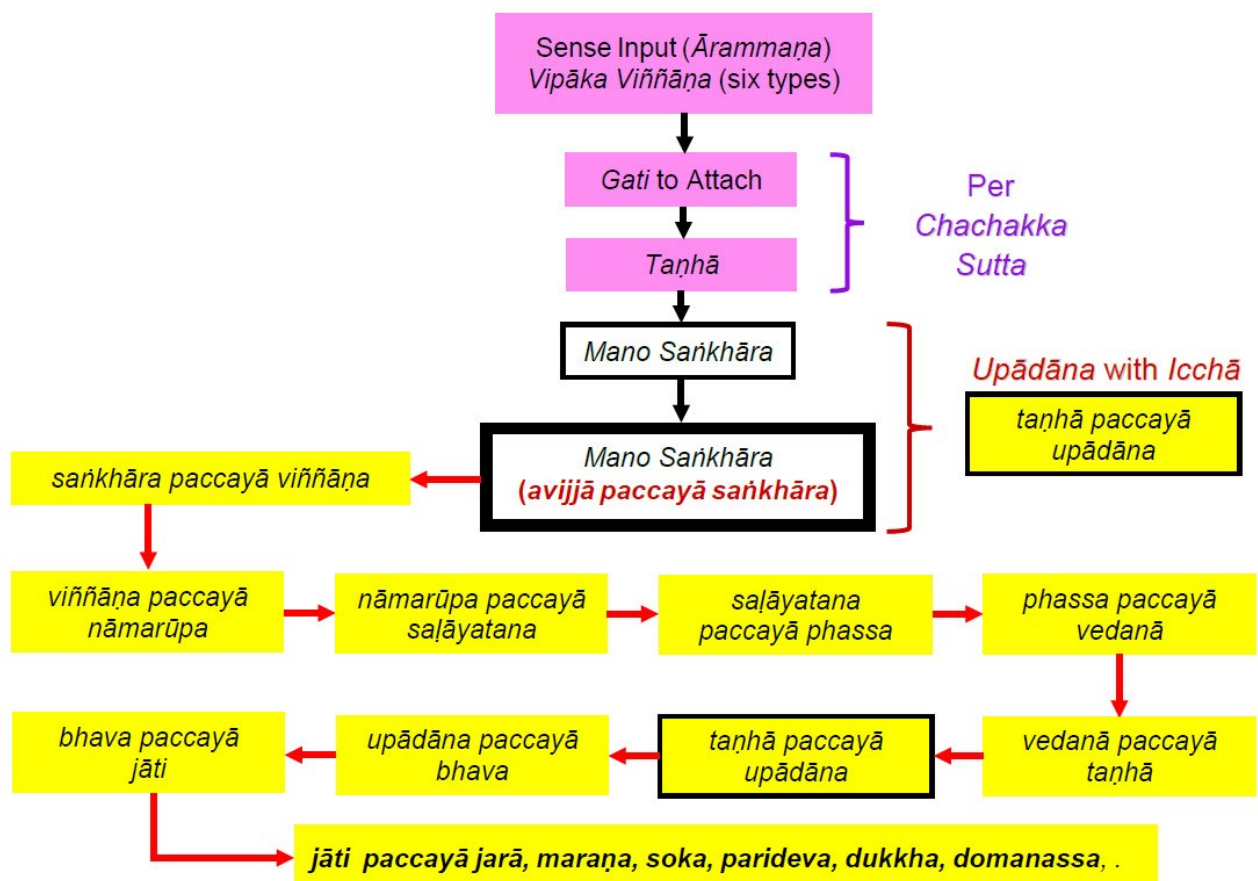 Sense Input (Ārammaṇa)
Vipāka Viññāṇa (six types)
Gati to Attach
Taṇhā
Per
Chachakka
Sutta
Mano Saṅkhāra
Upādāna with Icchā
taṇhā paccayā
upādāna
Mano Saṅkhāra
(avijjā paccayā saṅkhāra)
saṅkhāra paccayā viññāṇa
viññāṇa paccayā
nāmarūpa
nāmarūpa paccayā
saḷāyatana
saḷāyatana
paccayā phassa
phassa paccayā
vedanā
vedanā paccayā
taṇhā
taṇhā paccayā
upādāna
upādāna paccayā
bhava
bhava paccayā
jāti
jāti paccayā jarā, maraṇa, soka, parideva, dukkha, domanassa, .